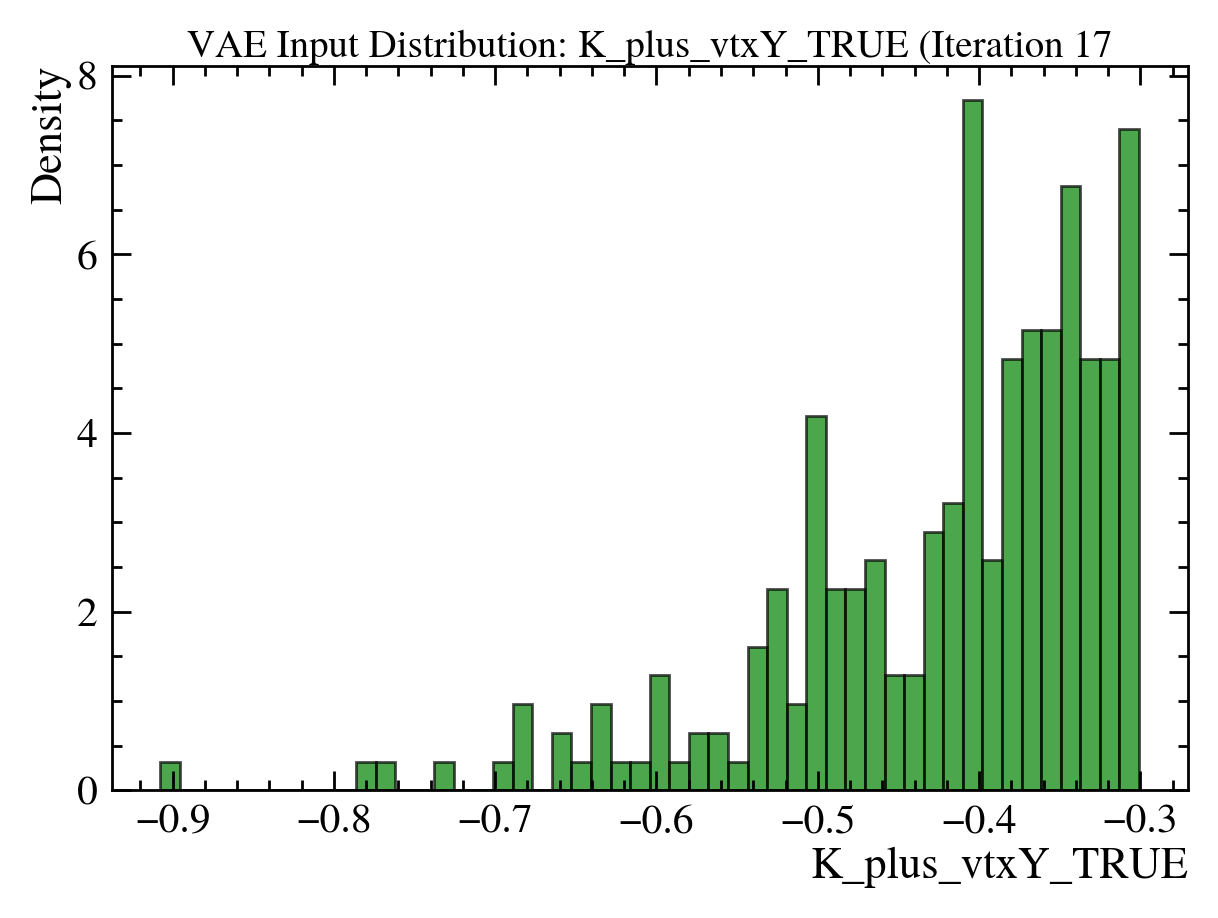 VAE Input Distribution: K_plus_vtxY_TRUE (Iteration 17
Density
8
6
4
2
0
−0.9 −0.8 −0.7 −0.6 −0.5 −0.4 −0.3
K_plus_vtxY_TRUE